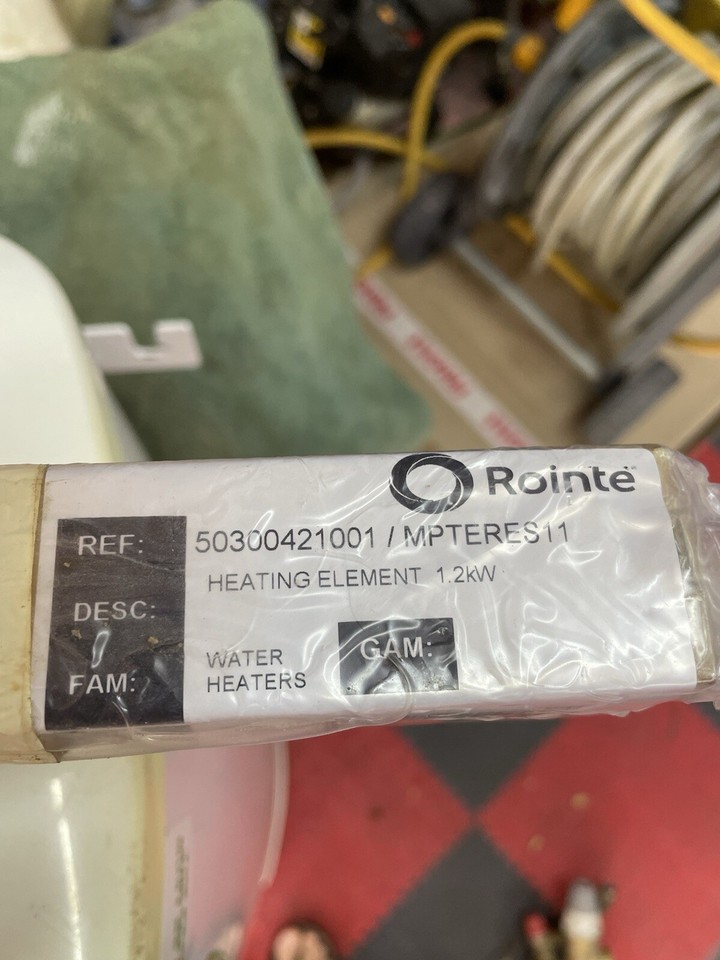 Rointe
REF: 50300421001 / MPTERES11
DESC: HEATING ELEMENT 1.2kW
FAM: WATER HEATERS
GAM: